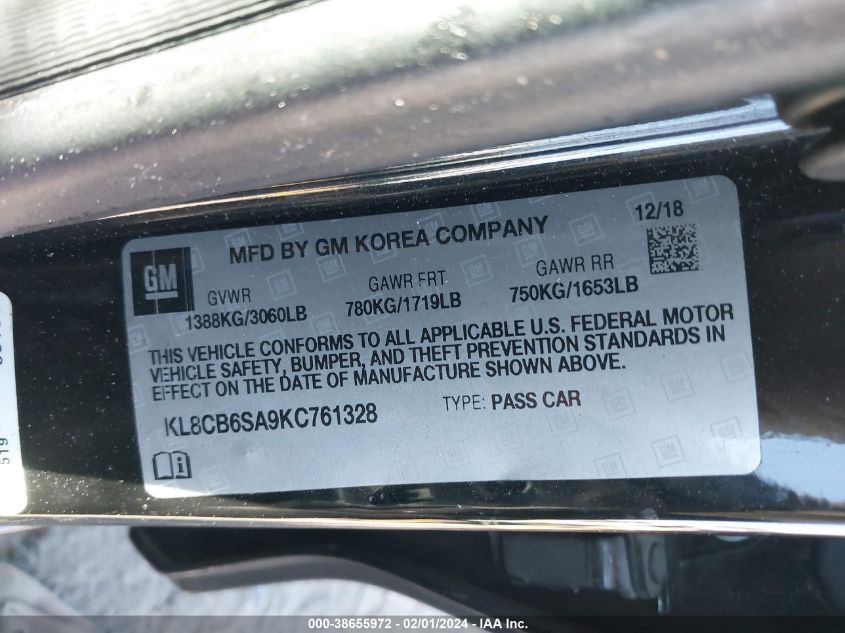 MFD BY GM KOREA COMPANY
12/18
GM
GVWR
1388KG/3060LB
GAWR FRT
780KG/1719LB
GAWR RR
750KG/1653LB
THIS VEHICLE CONFORMS TO ALL APPLICABLE U.S. FEDERAL MOTOR
VEHICLE SAFETY, BUMPER, AND THEFT PREVENTION STANDARDS IN
EFFECT ON THE DATE OF MANUFACTURE SHOWN ABOVE.
KL8CB6SA9KC761328
TYPE: PASS CAR
519
000-38655972 - 02/01/2024 - IAA Inc.